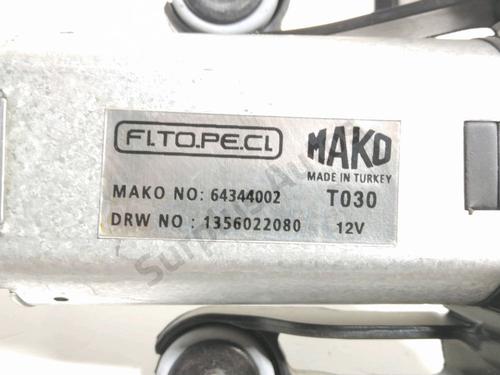 FI.TO.PE.CI.
MAKO
MADE IN TURKEY
MAKO NO: 64344002
T030
DRW NO : 1356022080
12V